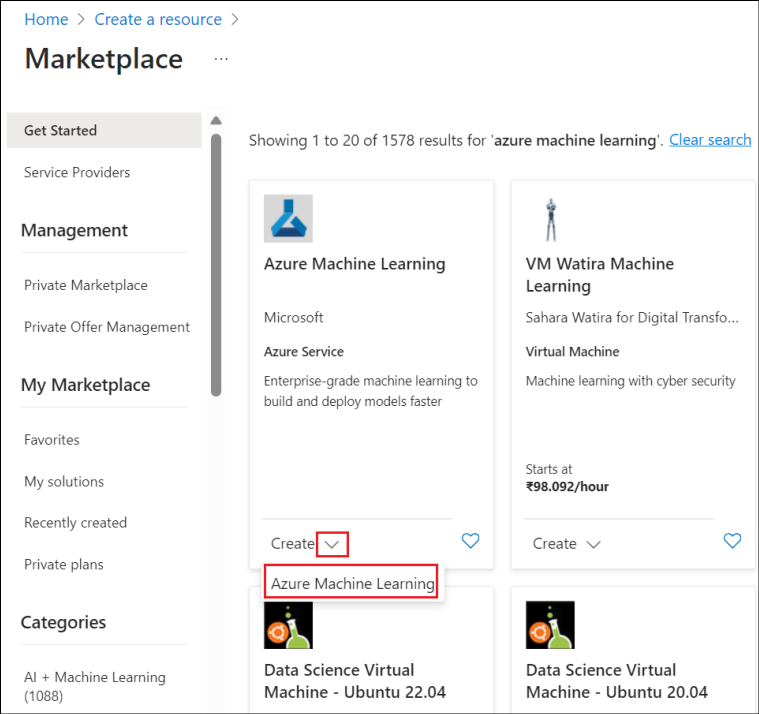 Home > Create a resource >
Marketplace ...
Get Started
Service Providers
Management
Private Marketplace
Private Offer Management
My Marketplace
Favorites
My solutions
Recently created
Private plans
Categories
AI + Machine Learning
(1088)
Showing 1 to 20 of 1578 results for 'azure machine learning'. Clear search
Azure Machine Learning
Microsoft
Azure Service
Enterprise-grade machine learning to
build and deploy models faster
Create
Azure Machine Learning
VM Watira Machine
Learning
Sahara Watira for Digital Transfo...
Virtual Machine
Machine learning with cyber security
Starts at
₹98.092/hour
Create
Data Science Virtual
Machine - Ubuntu 22.04
Data Science Virtual
Machine - Ubuntu 20.04